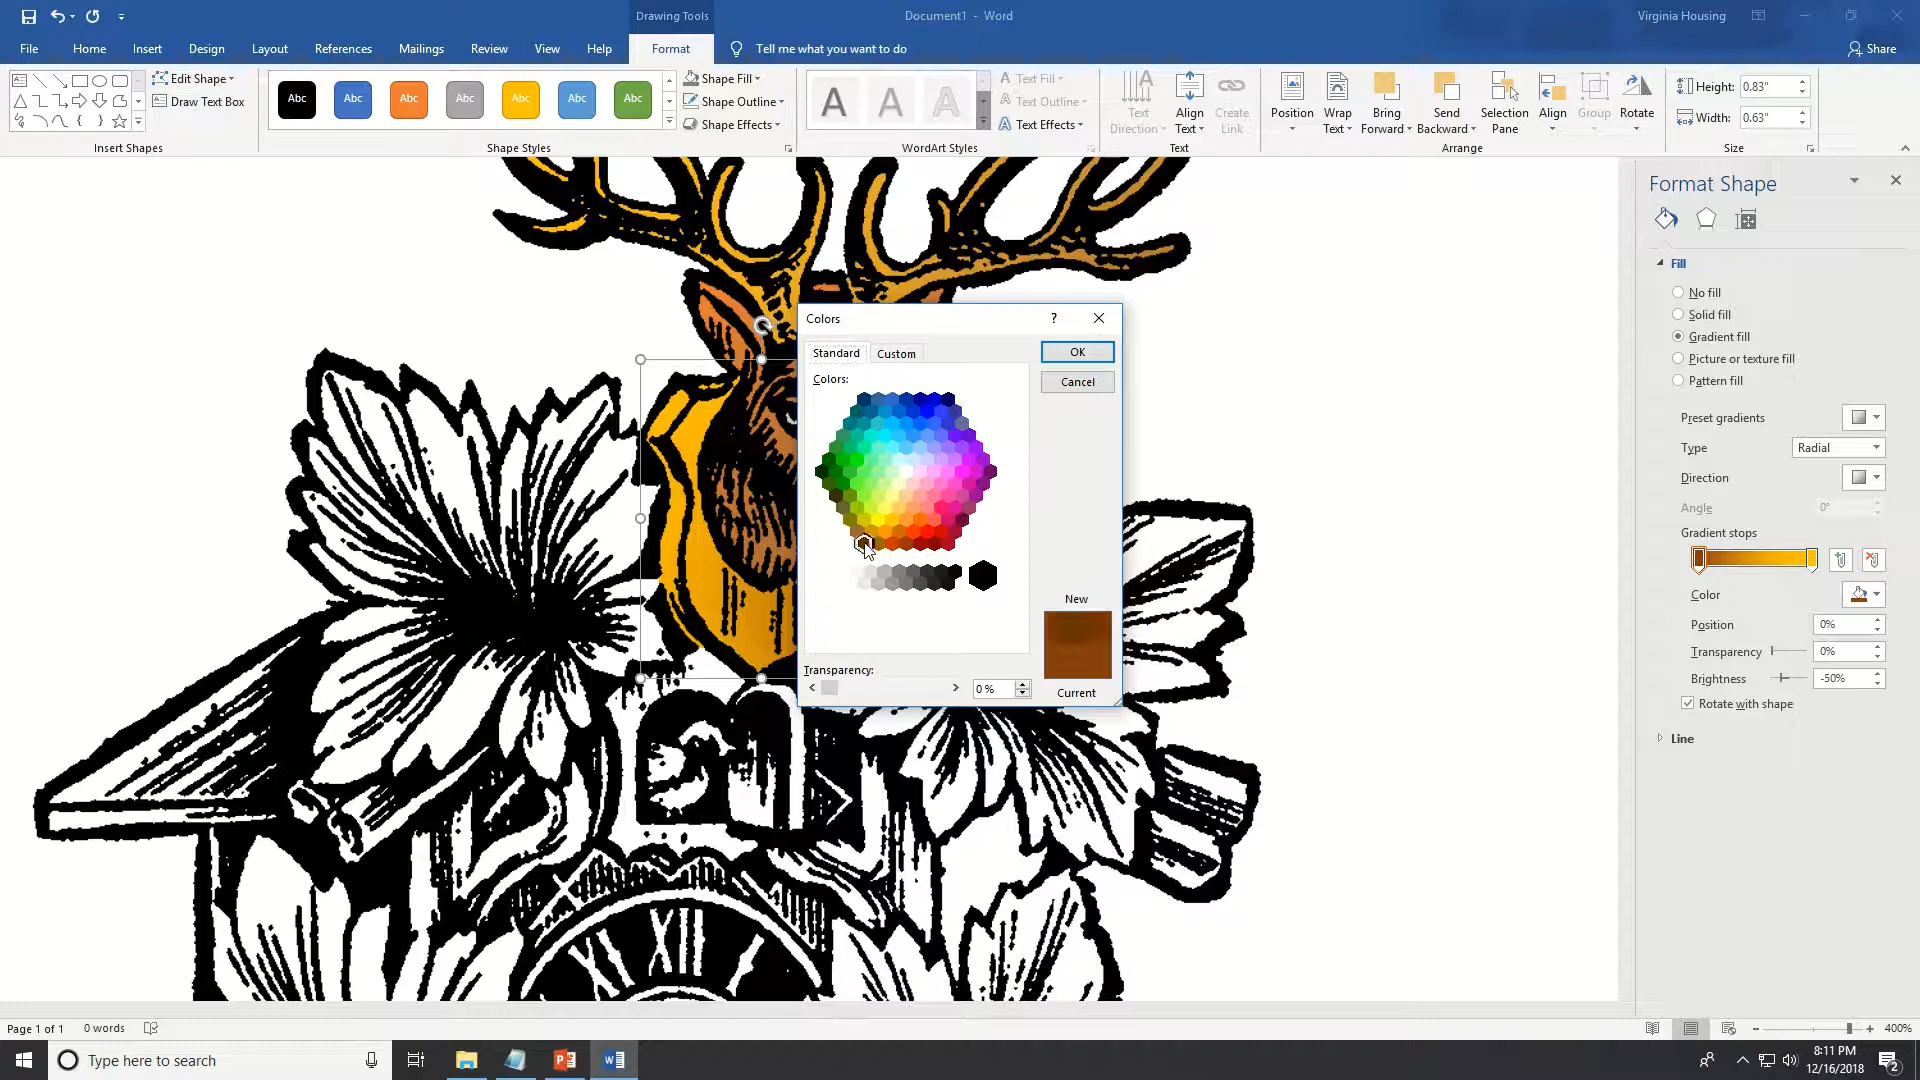 Drawing Tools
Document1 - Word
Virginia Housing
File Home Insert Design Layout References Mailings Review View Help Format Tell me what you want to do Share
Edit Shape
Draw Text Box
Insert Shapes
Abc Abc Abc Abc Abc Abc Abc
Shape Fill
Shape Outline
Shape Effects
Shape Styles
A A A
Text Fill
Text Outline
Text Effects
WordArt Styles
Text Direction
Align Text
Create Link
Text
Position
Wrap Text
Bring Forward
Send Backward
Selection Pane
Align
Group
Rotate
Arrange
Height: 0.83"
Width: 0.63"
Size
Format Shape
Fill
No fill
Solid fill
Gradient fill
Picture or texture fill
Pattern fill
Preset gradients
Type Radial
Direction
Angle 0°
Gradient stops
Color
Position 0%
Transparency 0%
Brightness -50%
Rotate with shape
Line
Colors
?
Standard Custom
OK
Cancel
Colors:
New
Current
Transparency:
0 %
XII
Page 1 of 1 0 words
400%
Type here to search
8:11 PM
12/16/2018
2